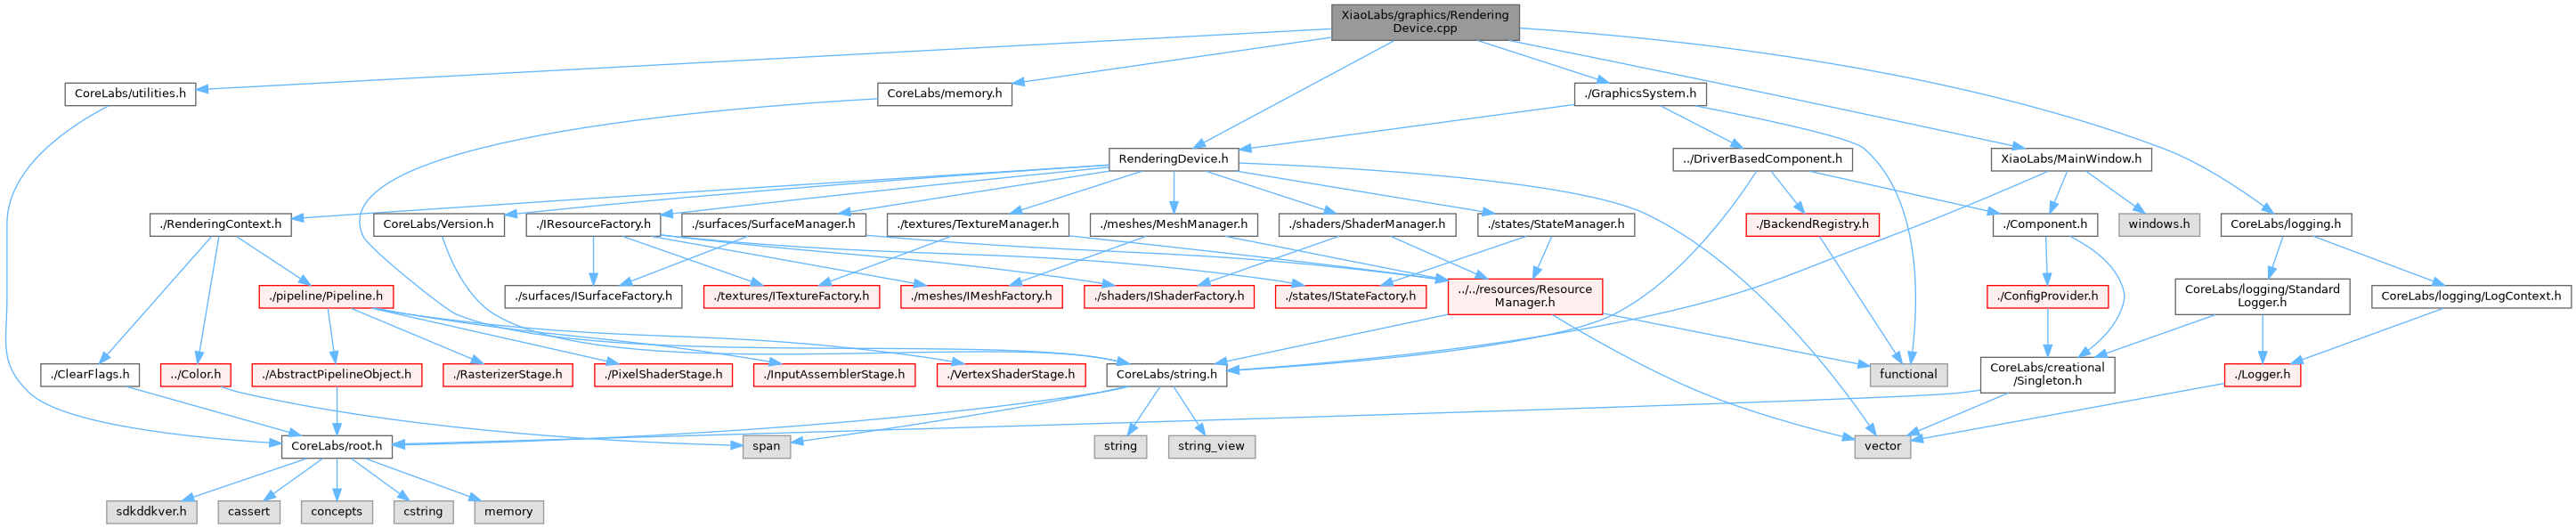 XiaoLabs/graphics/Rendering
Device.cpp
CoreLabs/utilities.h
CoreLabs/memory.h
./GraphicsSystem.h
RenderingDevice.h
../DriverBasedComponent.h
XiaoLabs/MainWindow.h
./RenderingContext.h
CoreLabs/Version.h
./IResourceFactory.h
./surfaces/SurfaceManager.h
./textures/TextureManager.h
./meshes/MeshManager.h
./shaders/ShaderManager.h
./states/StateManager.h
./BackendRegistry.h
./Component.h
windows.h
CoreLabs/logging.h
./pipeline/Pipeline.h
./surfaces/ISurfaceFactory.h
./textures/ITextureFactory.h
./meshes/IMeshFactory.h
./shaders/IShaderFactory.h
./states/IStateFactory.h
../../resources/Resource
Manager.h
./ConfigProvider.h
CoreLabs/logging/Standard
Logger.h
CoreLabs/logging/LogContext.h
./ClearFlags.h
../Color.h
./AbstractPipelineObject.h
./RasterizerStage.h
./PixelShaderStage.h
./InputAssemblerStage.h
./VertexShaderStage.h
CoreLabs/string.h
functional
CoreLabs/creational
/Singleton.h
./Logger.h
CoreLabs/root.h
span
string
string_view
vector
sdkddkver.h
cassert
concepts
cstring
memory